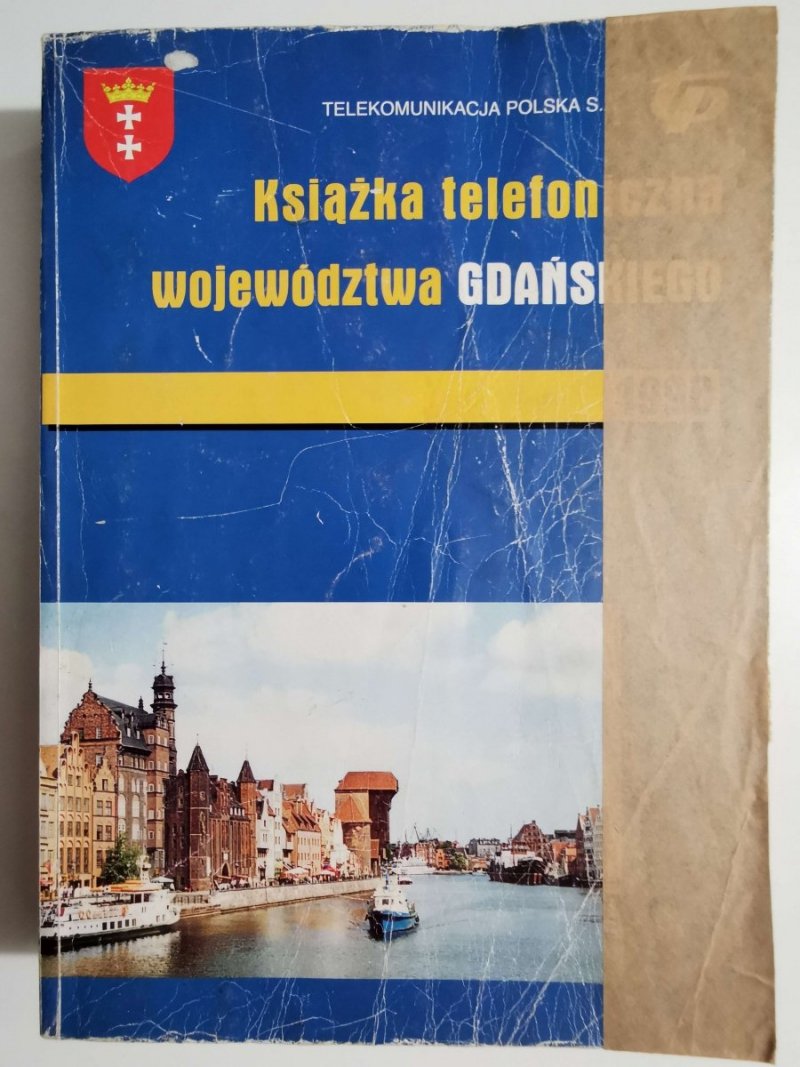 TELEKOMUNIKACJA POLSKA S.
Książka telefoniczna
województwa GDAŃSKIEGO